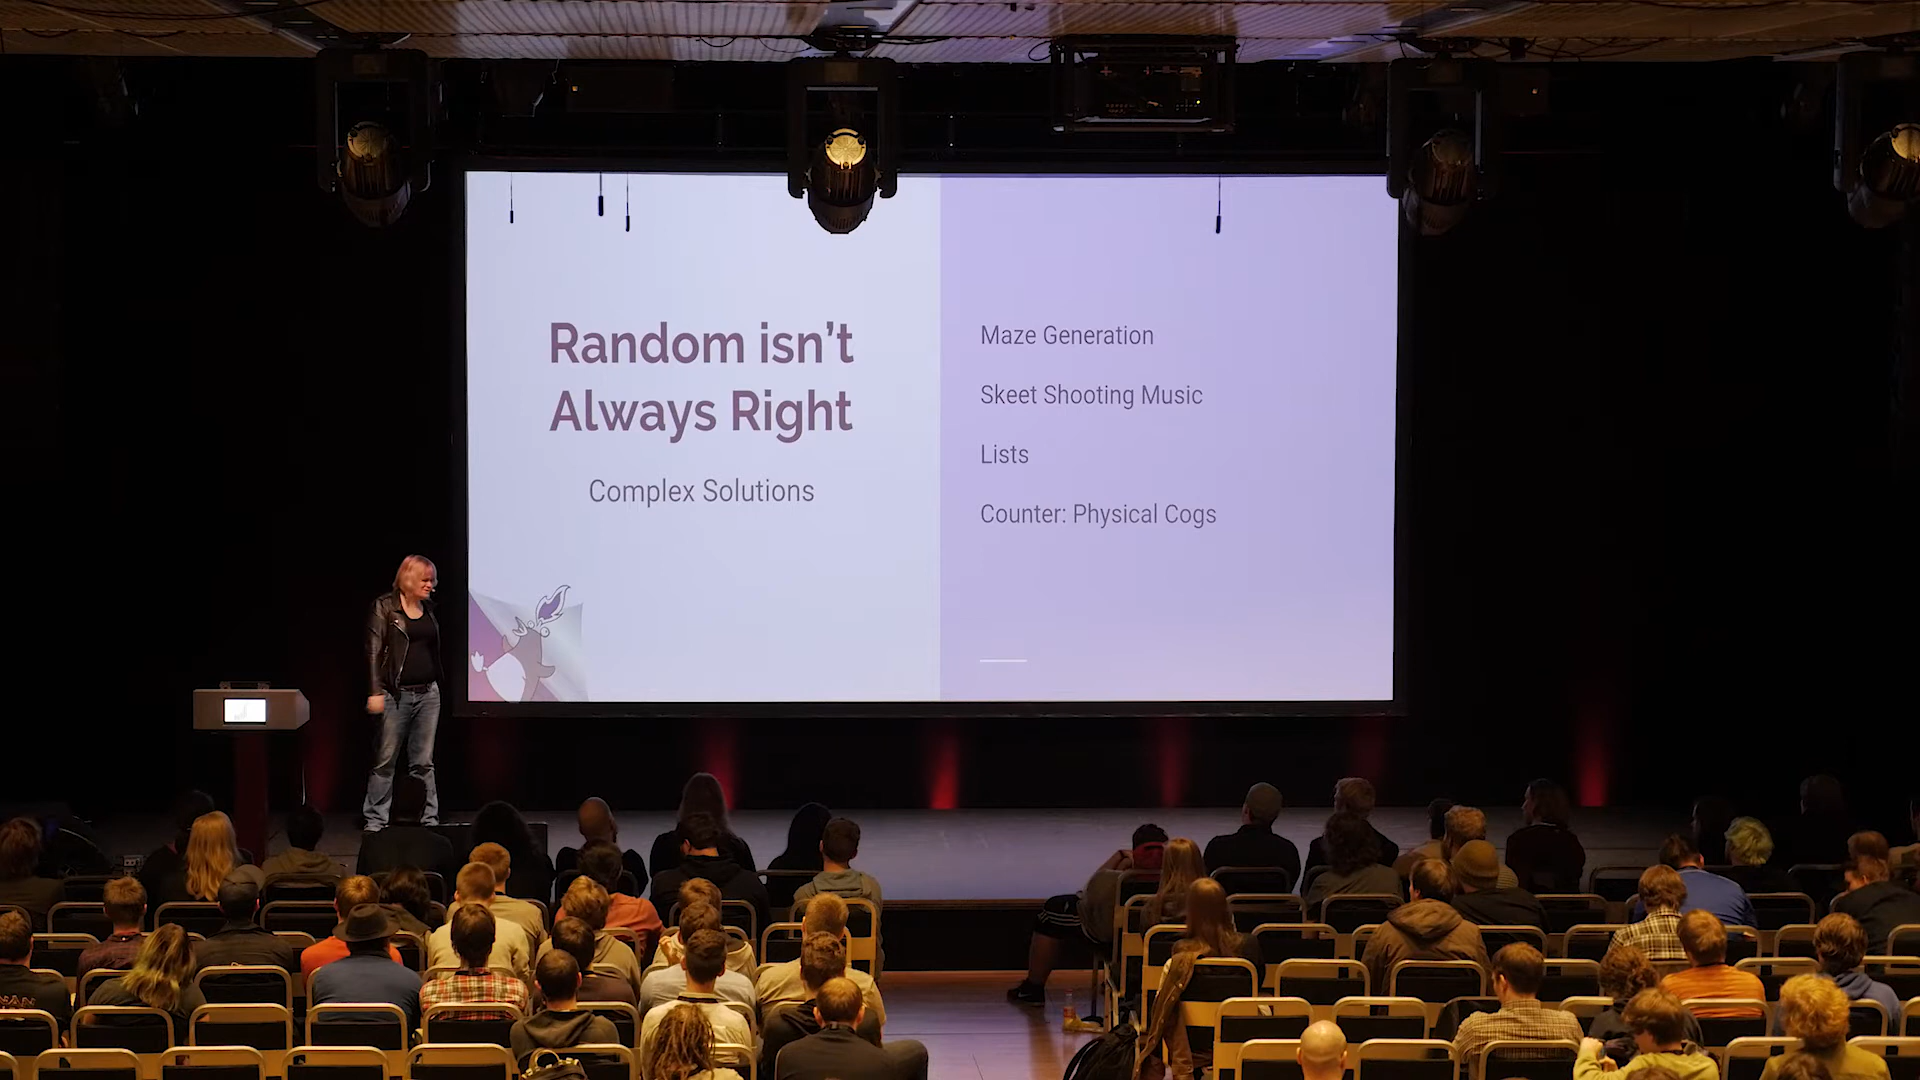 Random isn't
Always Right
Complex Solutions
Maze Generation
Skeet Shooting Music
Lists
Counter: Physical Cogs